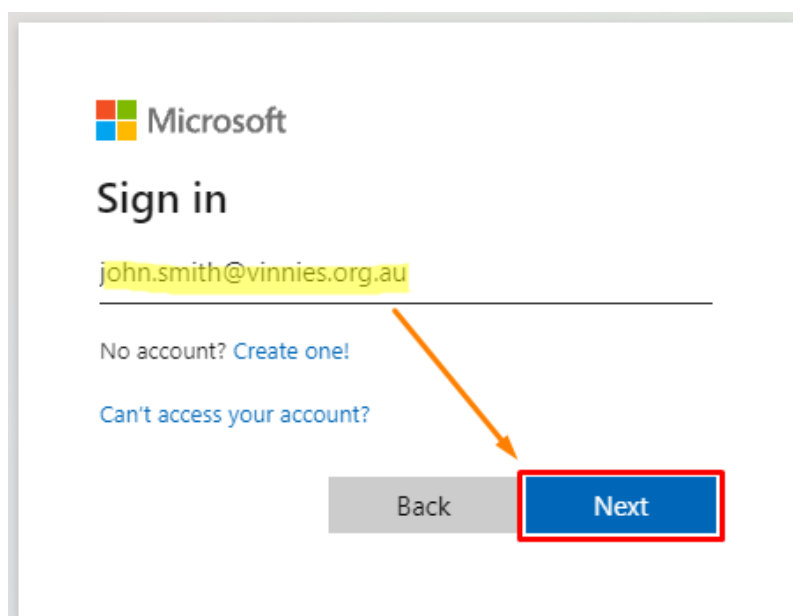 Microsoft
Sign in
john.smith@vinnies.org.au
No account? Create one!
Can't access your account?
Back Next